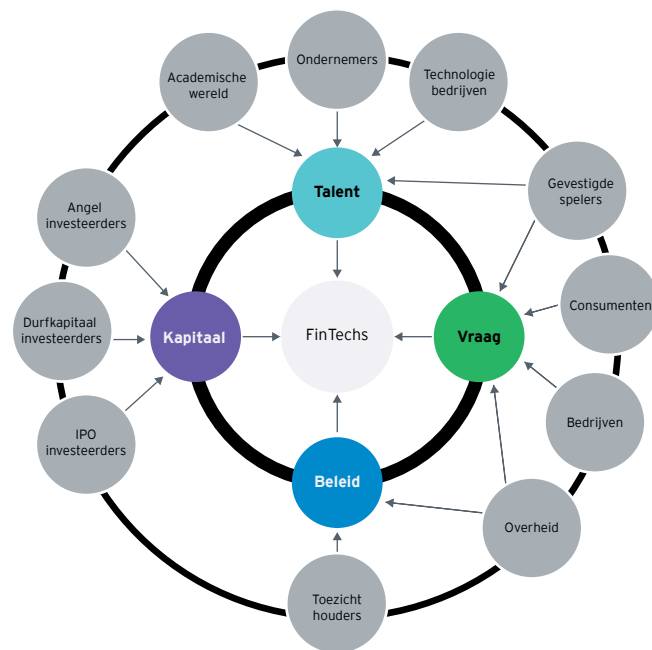 Ondernemers
Academische
wereld
Technologie
bedrijven
Talent
Gevestigde
spelers
Angel
investeerders
Consumenten
Durfkapitaal
investeerders
Kapitaal
FinTechs
Vraag
Bedrijven
IPO
investeerders
Beleid
Overheid
Toezicht
houders